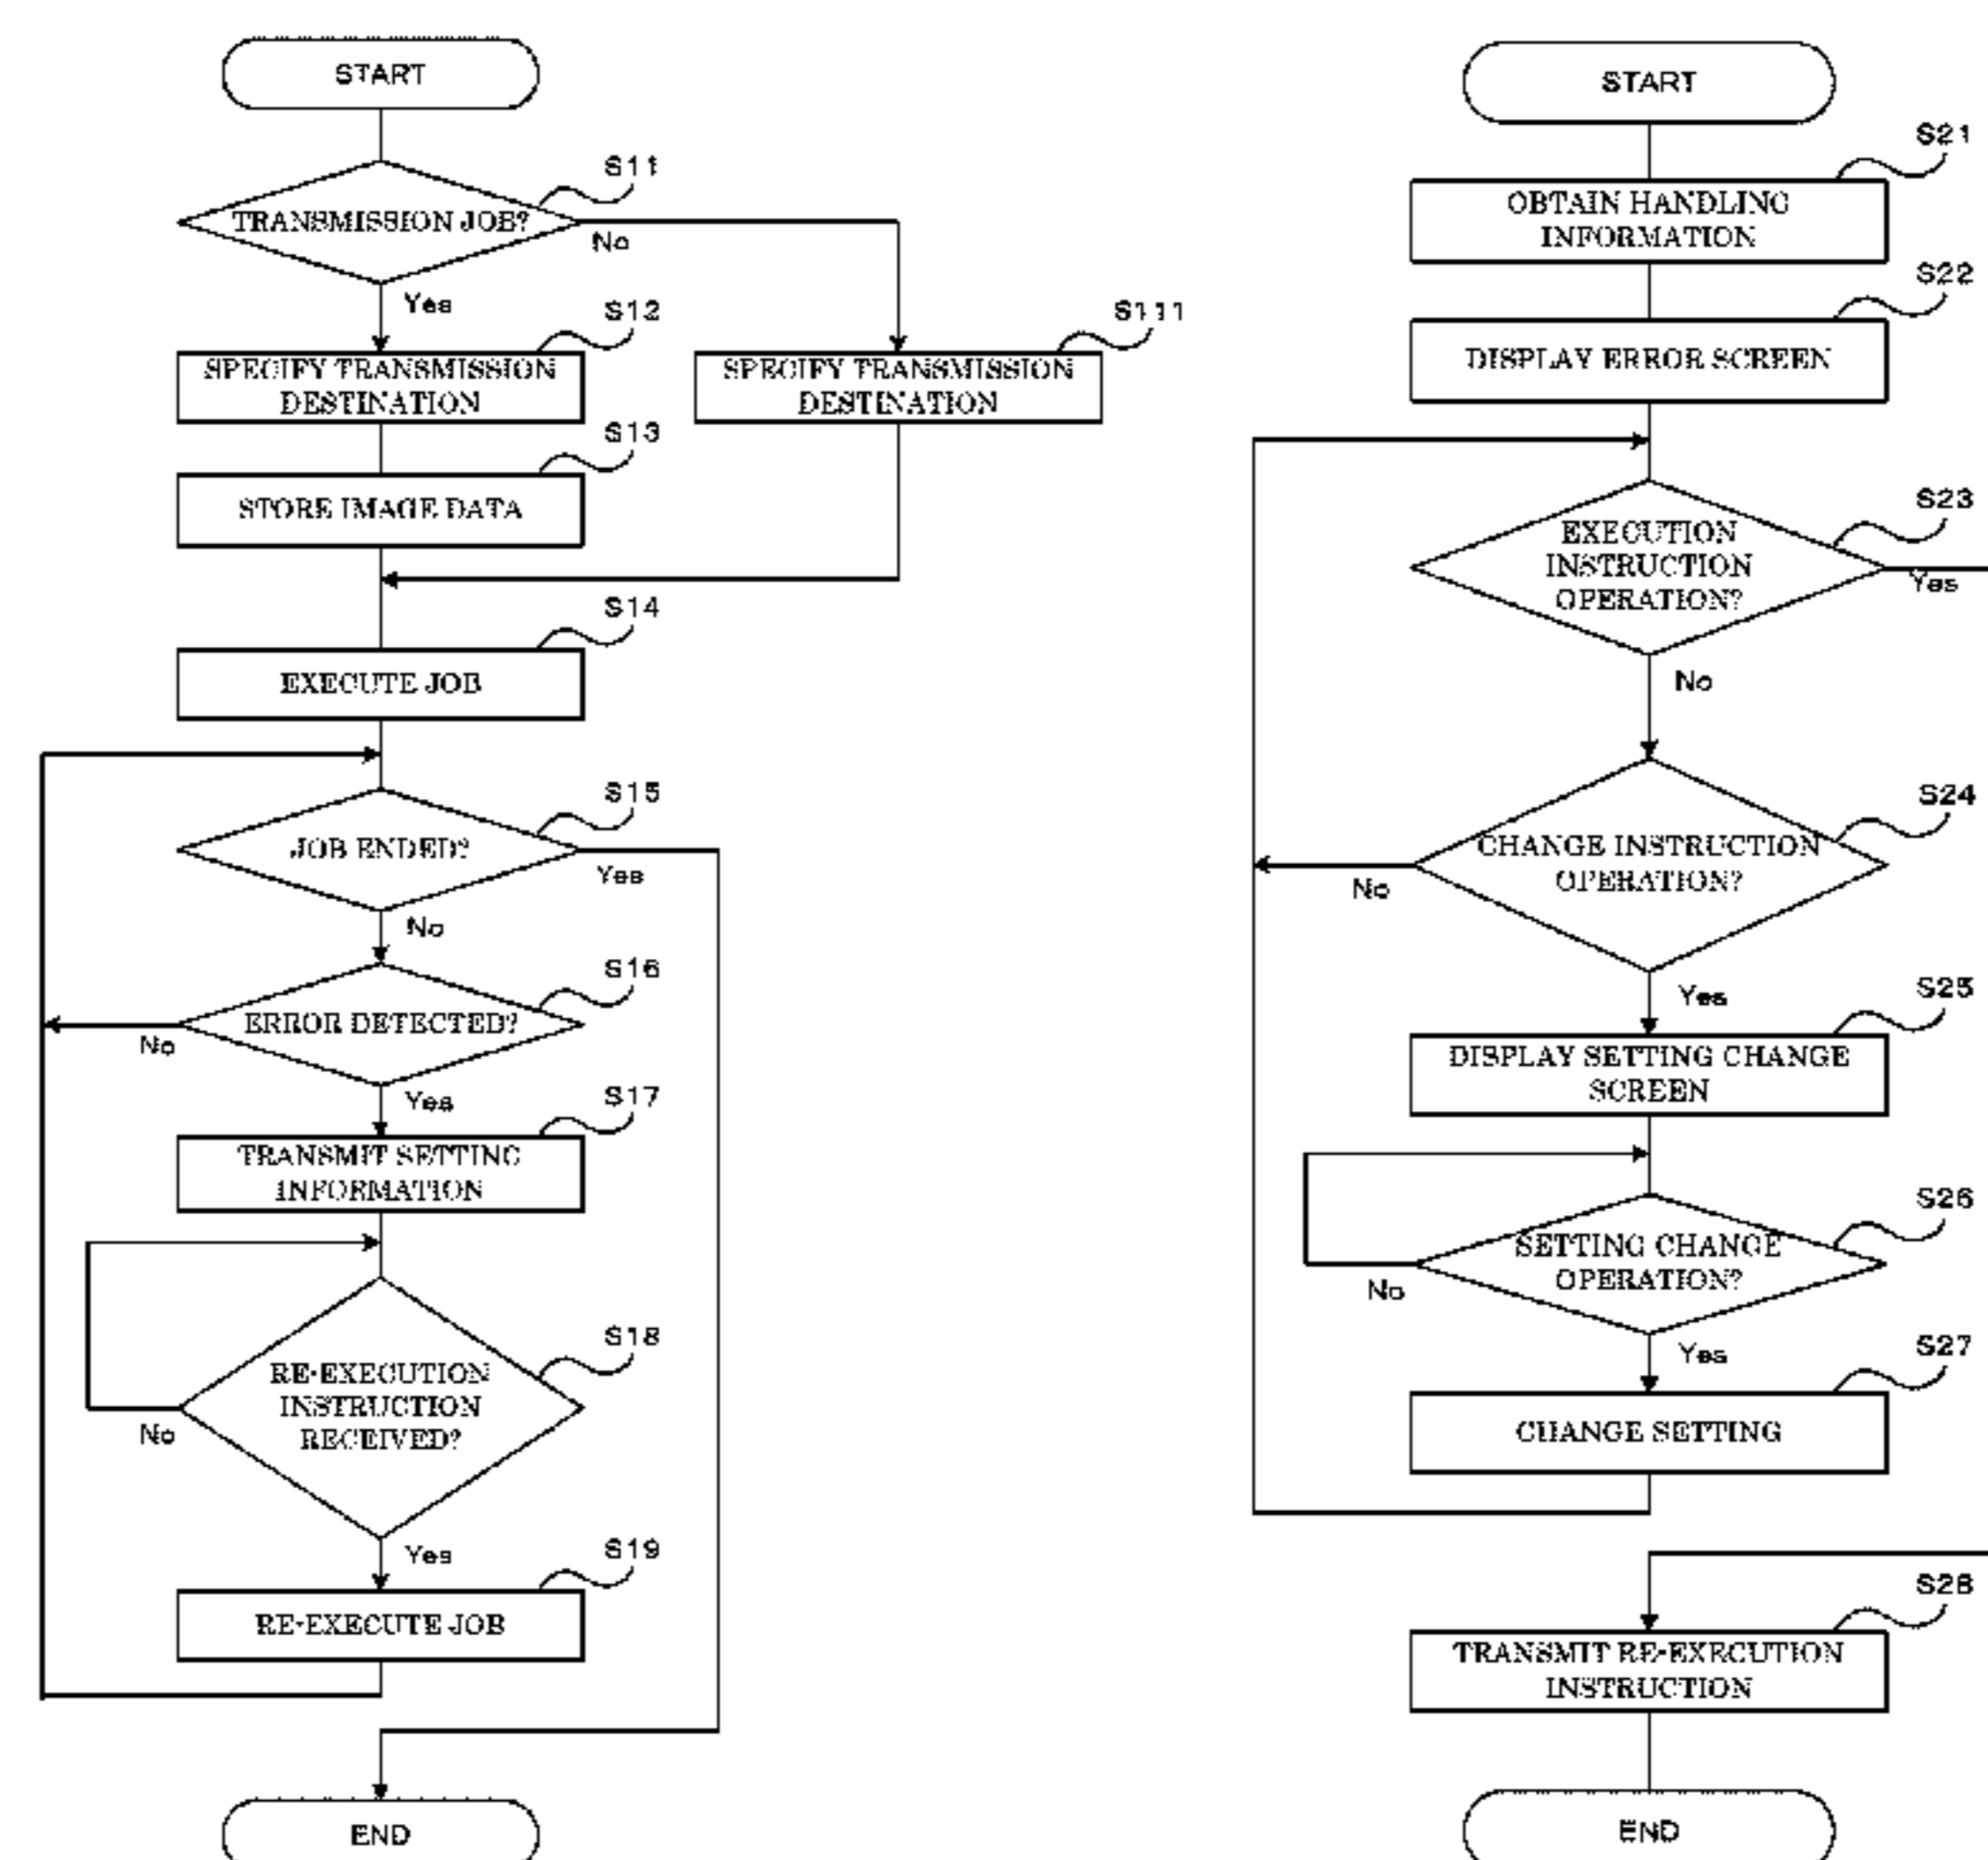 START
S11
TRANSMISSION JOB?
No
Yes
S12
SPECIFY TRANSMISSION
DESTINATION
S111
SPECIFY TRANSMISSION
DESTINATION
S13
STORE IMAGE DATA
S14
EXECUTE JOB
S15
JOB ENDED?
Yes
No
S16
ERROR DETECTED?
No
Yes
S17
TRANSMIT SETTING
INFORMATION
S18
RE-EXECUTION
INSTRUCTION
RECEIVED?
No
Yes
S19
RE-EXECUTE JOB
END
START
S21
OBTAIN HANDLING
INFORMATION
S22
DISPLAY ERROR SCREEN
S23
EXECUTION
INSTRUCTION
OPERATION?
Yes
No
S24
CHANGE INSTRUCTION
OPERATION?
No
Yes
S25
DISPLAY SETTING CHANGE
SCREEN
S26
SETTING CHANGE
OPERATION?
No
Yes
S27
CHANGE SETTING
S28
TRANSMIT RE-EXECUTION
INSTRUCTION
END